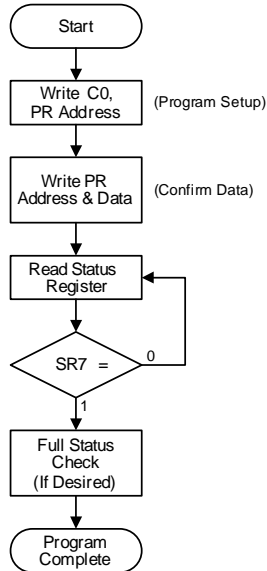 Start
Write C0,
PR Address
(Program Setup)
Write PR
Address & Data
(Confirm Data)
Read Status
Register
SR7 =
0
1
Full Status
Check
(If Desired)
Program
Complete